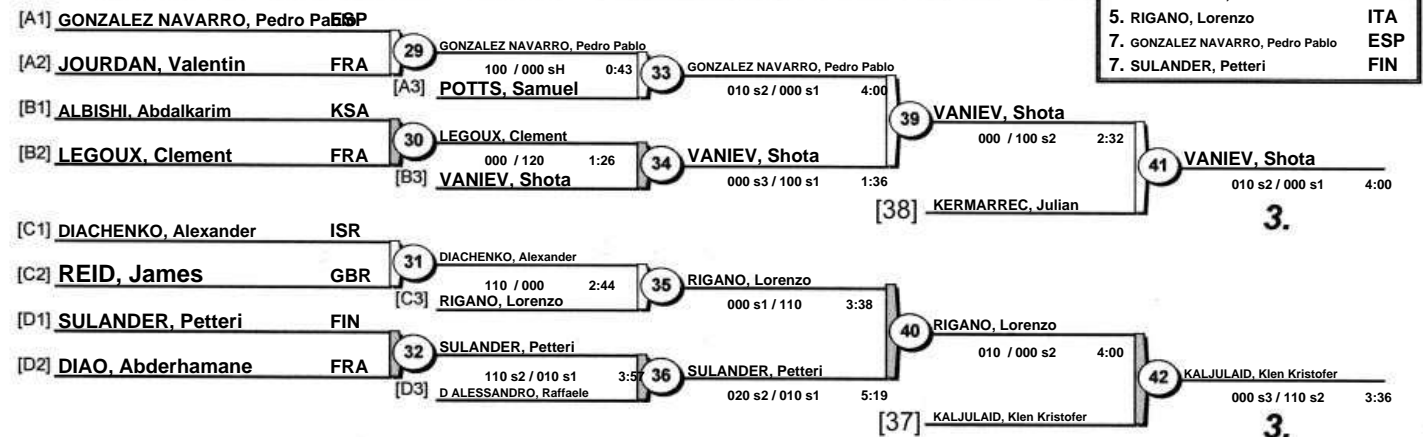 [A1] GONZALEZ NAVARRO, Pedro Pablo ESP
[A2] JOURDAN, Valentin FRA
29
GONZALEZ NAVARRO, Pedro Pablo
100 / 000 sH 0:43
[A3] POTTS, Samuel
33
GONZALEZ NAVARRO, Pedro Pablo
010 s2 / 000 s1 4:00
[B1] ALBISHI, Abdalkarim KSA
[B2] LEGOUX, Clement FRA
30
LEGOUX, Clement
000 / 120 1:26
[B3] VANIEV, Shota
34
VANIEV, Shota
000 s3 / 100 s1 1:36
39
VANIEV, Shota
000 / 100 s2 2:32
[38] KERMARREC, Julian
41
VANIEV, Shota
010 s2 / 000 s1 4:00
3.
[C1] DIACHENKO, Alexander ISR
[C2] REID, James GBR
31
DIACHENKO, Alexander
110 / 000 2:44
[C3] RIGANO, Lorenzo
35
RIGANO, Lorenzo
000 s1 / 110 3:38
[D1] SULANDER, Petteri FIN
[D2] DIAO, Abderhamane FRA
32
SULANDER, Petteri
110 s2 / 010 s1 3:57
[D3] D ALESSANDRO, Raffaele
36
SULANDER, Petteri
020 s2 / 010 s1 5:19
40
RIGANO, Lorenzo
010 / 000 s2 4:00
[37] KALJULAID, Klen Kristofer
42
KALJULAID, Klen Kristofer
000 s3 / 110 s2 3:36
3.
5. RIGANO, Lorenzo ITA
7. GONZALEZ NAVARRO, Pedro Pablo ESP
7. SULANDER, Petteri FIN